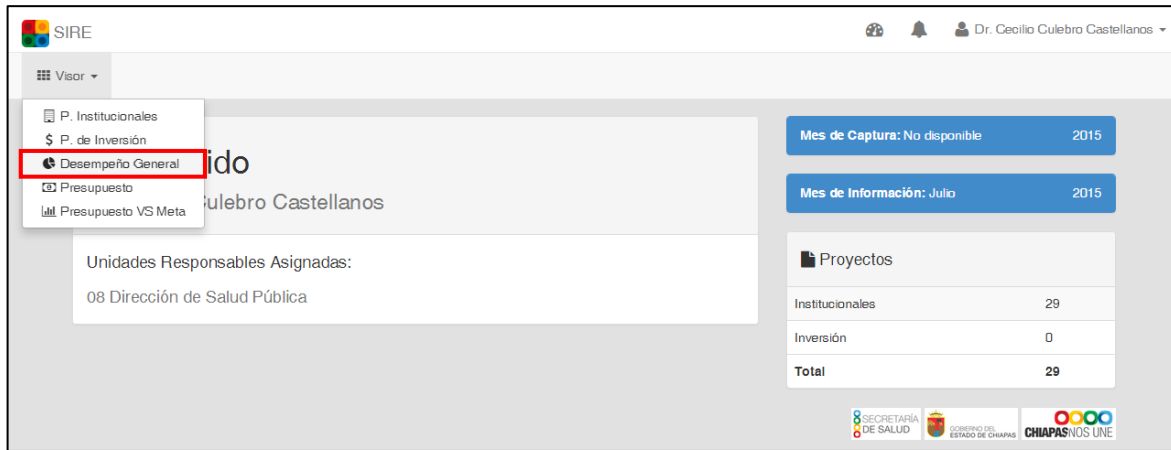 SIRE
Dr. Cecilio Culebro Castellanos
Visor
P. Institucionales
$ P. de Inversión
Desempeño General
Presupuesto
Presupuesto VS Meta
ido
ulebro Castellanos
Unidades Responsables Asignadas:
08 Dirección de Salud Pública
Mes de Captura: No disponible 2015
Mes de Información: Julio 2015
Proyectos
Institucionales 29
Inversión 0
Total 29
SECRETARÍA
DE SALUD
GOBIERNO DEL
ESTADO DE CHIAPAS
CHIAPASNOS UNE